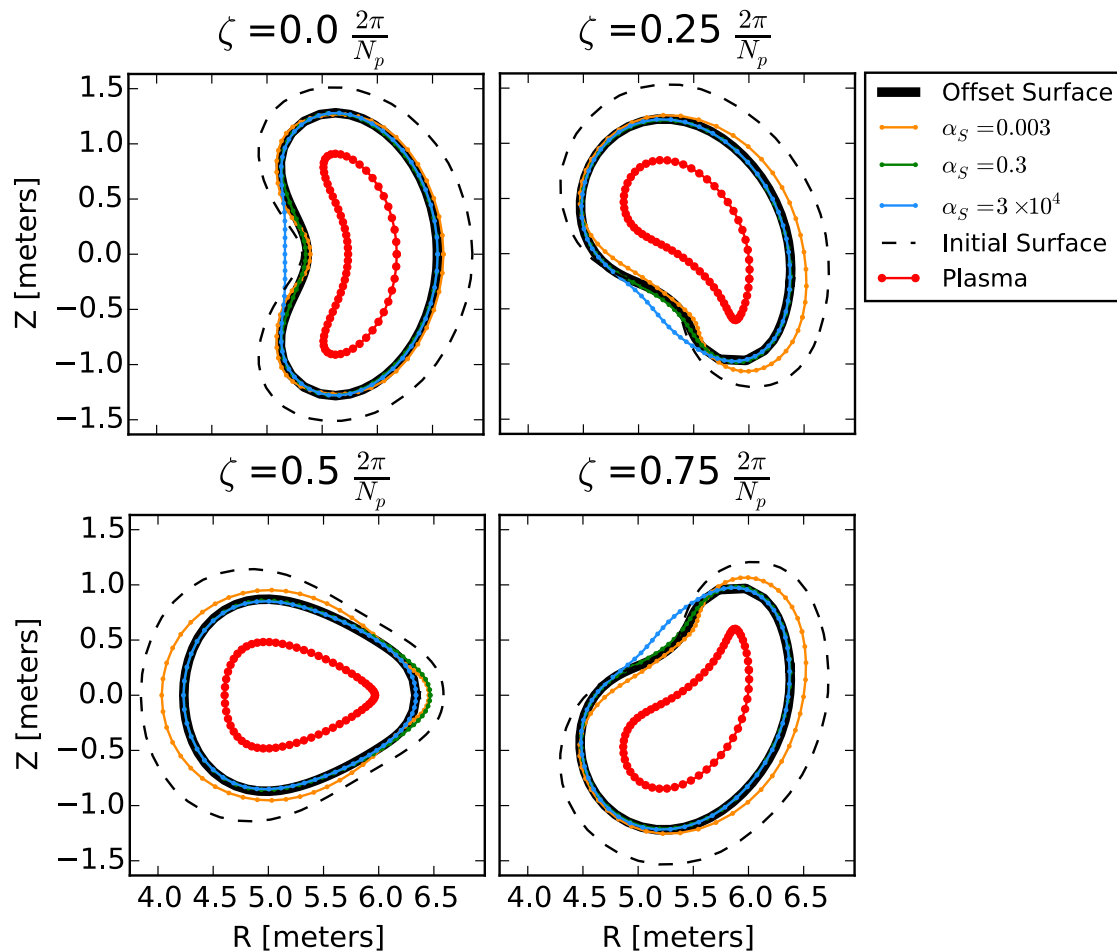 ζ =0.0 2π/N_p
ζ =0.25 2π/N_p
Offset Surface
α_S =0.003
α_S =0.3
α_S =3 ×10⁴
Initial Surface
Plasma
1.5
1.0
0.5
0.0
−0.5
−1.0
−1.5
Z [meters]
ζ =0.5 2π/N_p
ζ =0.75 2π/N_p
1.5
1.0
0.5
0.0
−0.5
−1.0
−1.5
Z [meters]
4.0 4.5 5.0 5.5 6.0 6.5
4.0 4.5 5.0 5.5 6.0 6.5
R [meters]
R [meters]